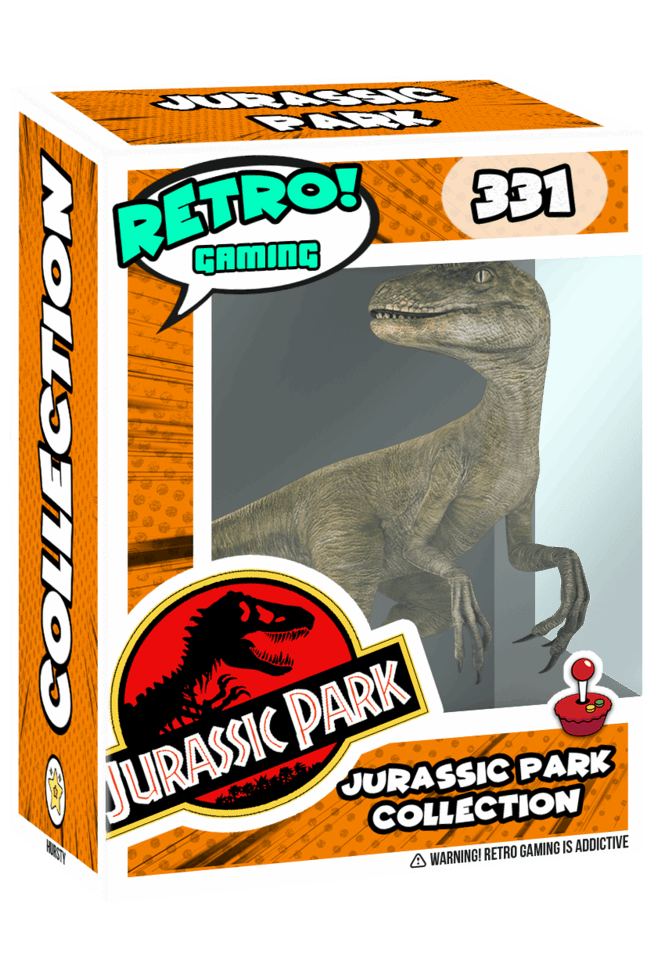 JURASSIC
PARK
COLLECTION
HURSTY
RETRO!
GAMING
331
JURASSIC PARK
JURASSIC PARK
COLLECTION
WARNING! RETRO GAMING IS ADDICTIVE